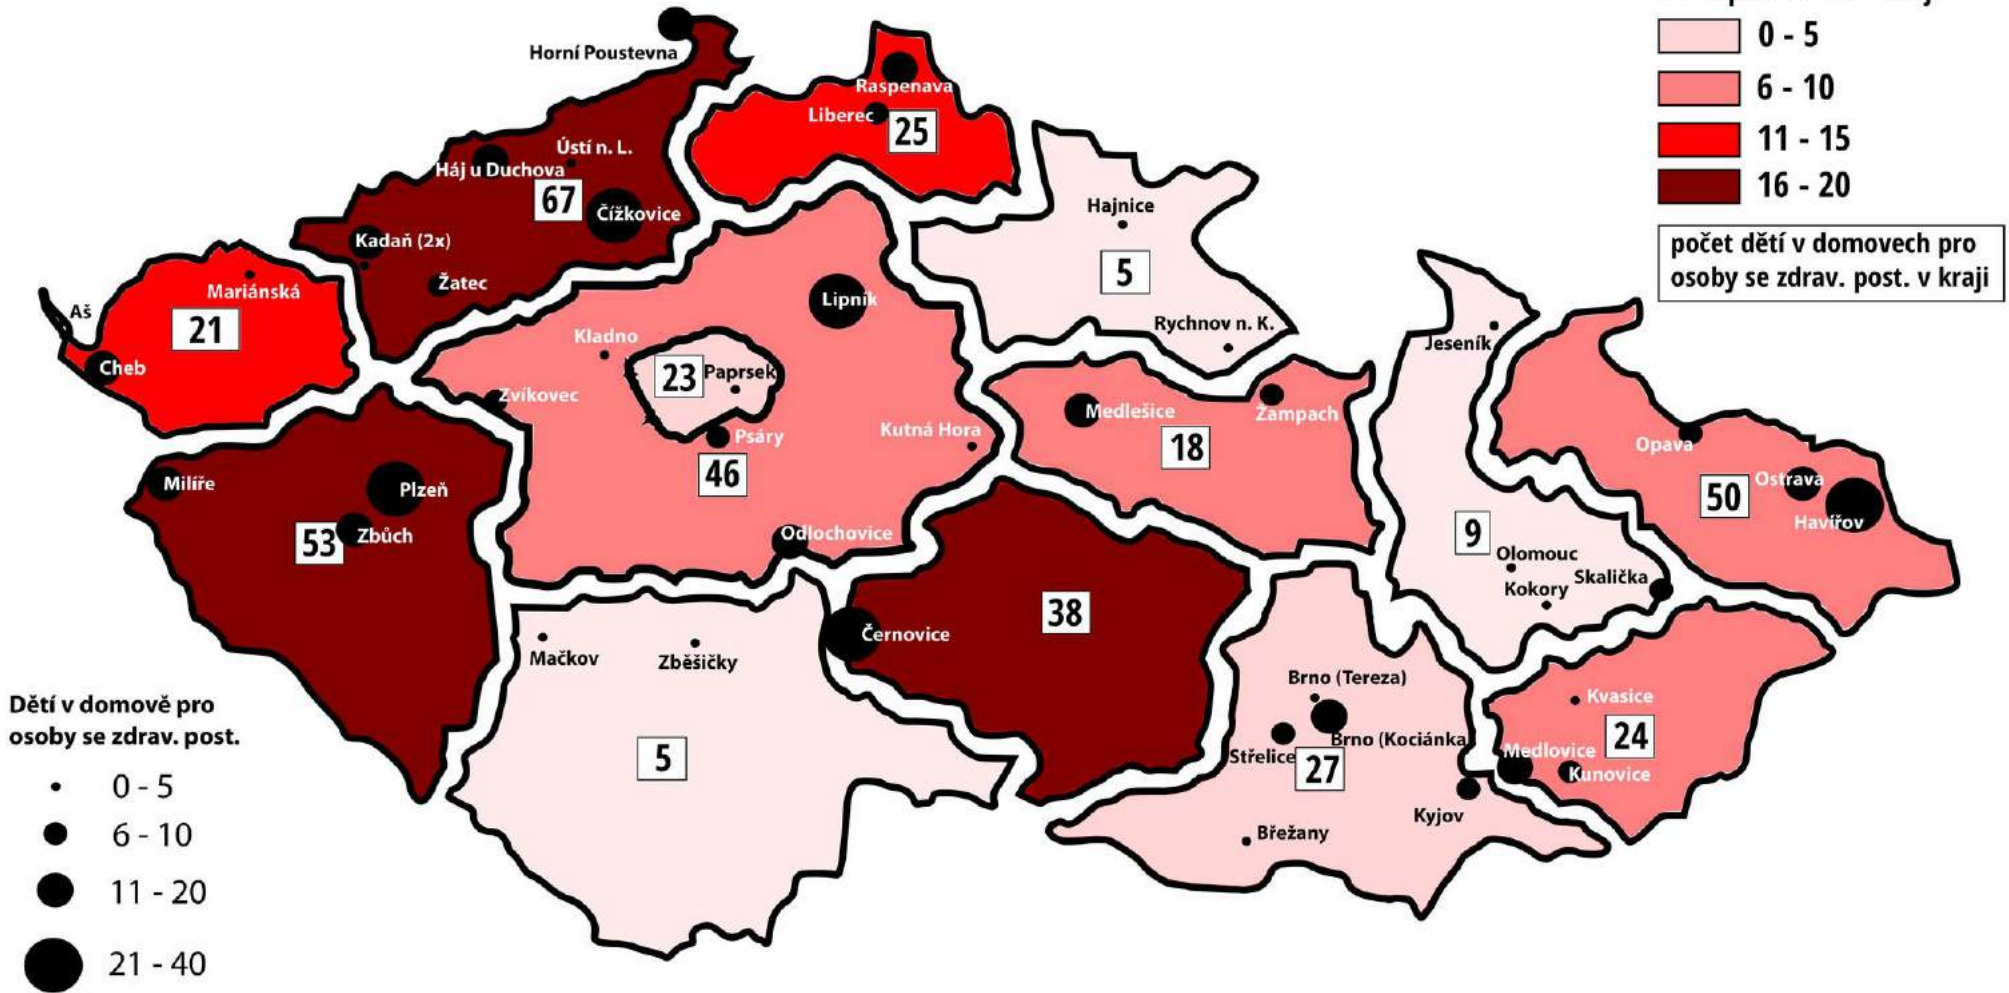 Horní Poustevna
0 - 5
6 - 10
11 - 15
16 - 20
počet dětí v domovech pro
osoby se zdrav. post. v kraji
Raspenava
Liberec
25
Ústí n. L.
Háj u Duchova
67
Čížkovice
Kadaň (2x)
Žatec
Hajnice
5
Rychnov n. K.
Mariánská
Aš
21
Cheb
Lipník
Kladno
23
Paprsek
Zvíkovec
Psáry
Kutná Hora
46
Odlochovice
Jeseník
Medlešice
Žampach
18
Opava
Ostrava
50
Havířov
Milíře
Plzeň
53
Zbůch
9
Olomouc
Kokory
Skalička
38
Černovice
Mačkov
Zběšičky
5
Brno (Tereza)
Brno (Kociánka
Střelice
27
Kyjov
Břežany
Kvasice
24
Medlovice
Kunovice
Dětí v domově pro
osoby se zdrav. post.
0 - 5
6 - 10
11 - 20
21 - 40